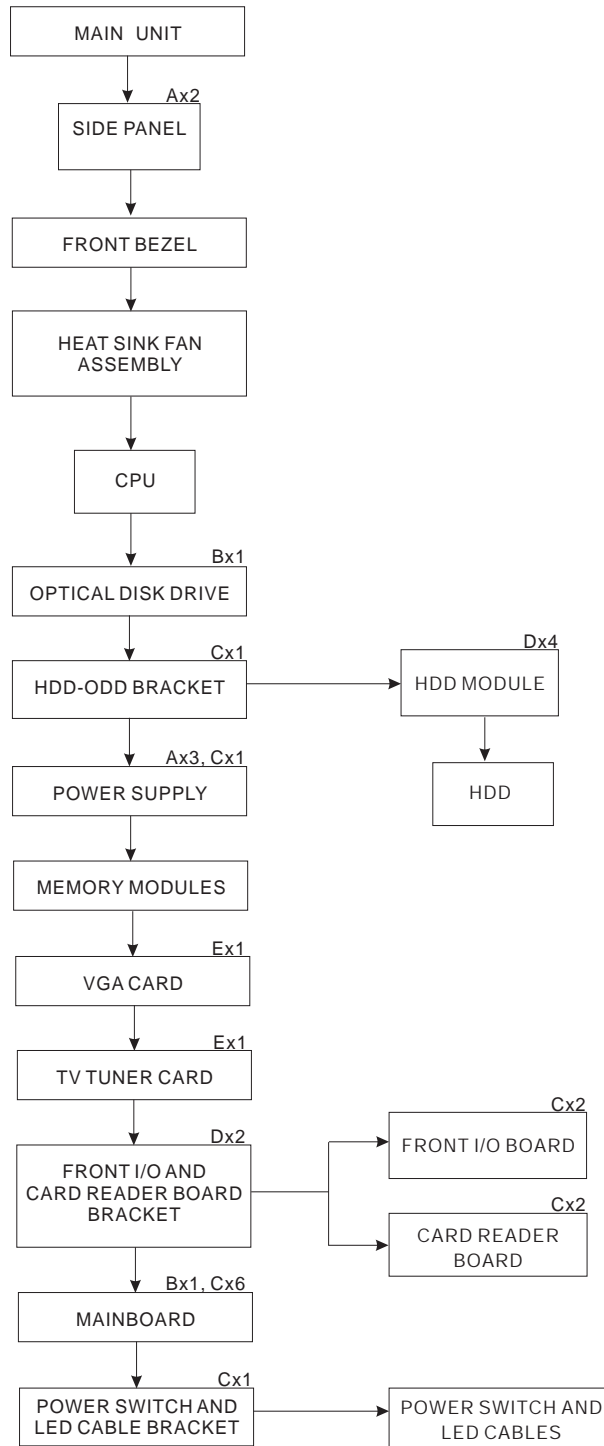 MAIN UNIT
Ax2
SIDE PANEL
FRONT BEZEL
HEAT SINK FAN
ASSEMBLY
CPU
Bx1
OPTICAL DISK DRIVE
Cx1
HDD-ODD BRACKET
Dx4
HDD MODULE
HDD
Ax3, Cx1
POWER SUPPLY
MEMORY MODULES
Ex1
VGA CARD
Ex1
TV TUNER CARD
Dx2
FRONT I/O AND
CARD READER BOARD
BRACKET
Cx2
FRONT I/O BOARD
Cx2
CARD READER
BOARD
Bx1, Cx6
MAINBOARD
Cx1
POWER SWITCH AND
LED CABLE BRACKET
POWER SWITCH AND
LED CABLES